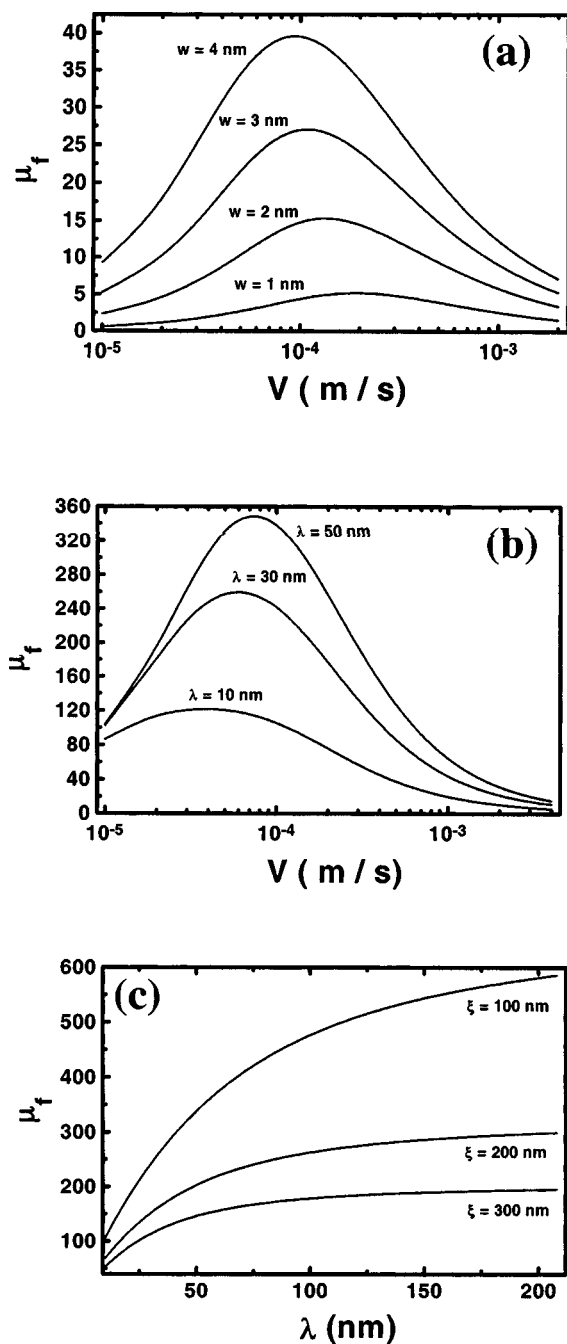 (a)
40
35
30
25
20
15
10
5
0
μf
w = 4 nm
w = 3 nm
w = 2 nm
w = 1 nm
10-5
10-4
10-3
V ( m / s)
(b)
360
320
280
240
200
160
120
80
40
0
μf
λ = 50 nm
λ = 30 nm
λ = 10 nm
10-5
10-4
10-3
V ( m / s)
(c)
600
500
400
300
200
100
μf
ξ = 100 nm
ξ = 200 nm
ξ = 300 nm
50
100
150
200
λ (nm)